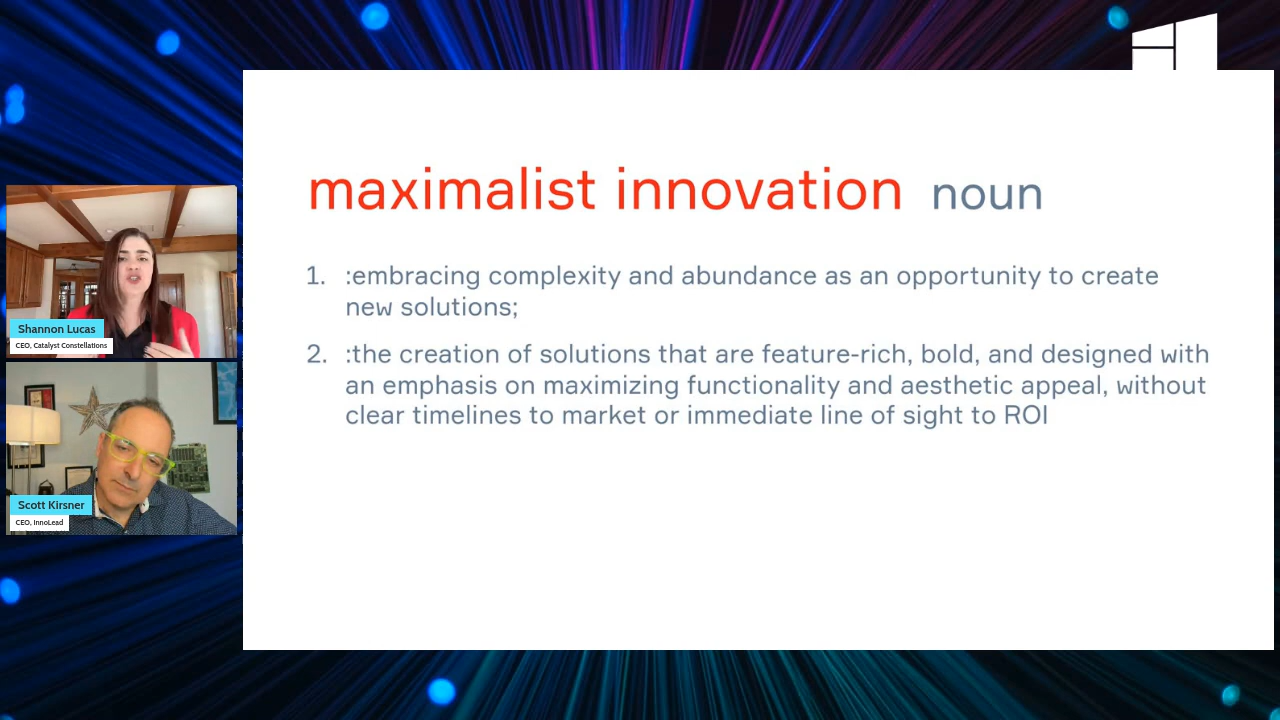 maximalist innovation noun
1. :embracing complexity and abundance as an opportunity to create
new solutions;
2. :the creation of solutions that are feature-rich, bold, and designed with
an emphasis on maximizing functionality and aesthetic appeal, without
clear timelines to market or immediate line of sight to ROI
Shannon Lucas
CEO, Catalyst Constellations
Scott Kirsner
CEO, InnoLead